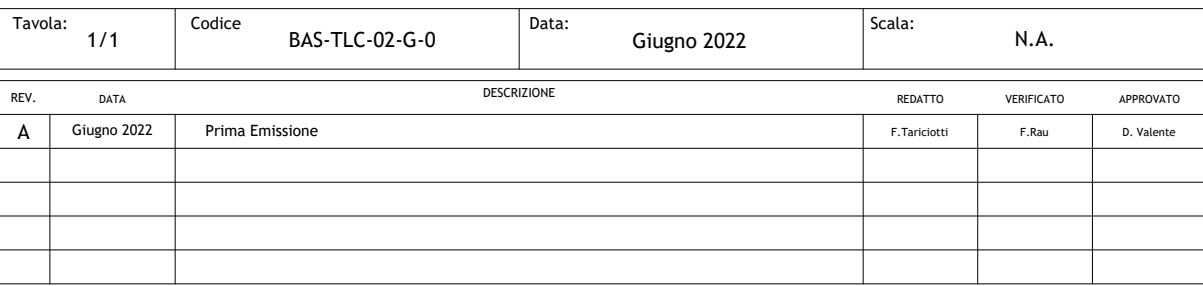 Tavola: Codice Data: Scala:
1/1 BAS-TLC-02-G-0 Giugno 2022 N.A.
REV. DATA DESCRIZIONE REDATTO VERIFICATO APPROVATO
A Giugno 2022 Prima Emissione F.Tariciotti F.Rau D. Valente